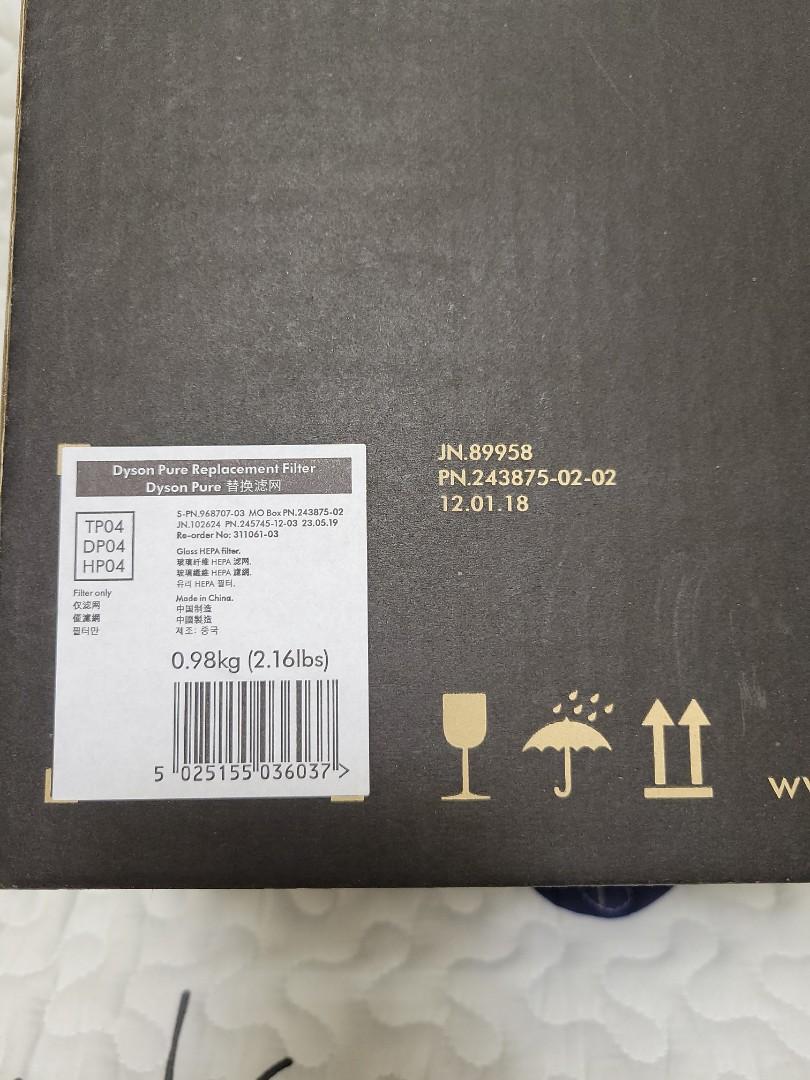 Dyson Pure Replacement Filter
Dyson Pure 替换滤网
TP04
DP04
HP04
Filter only
仅滤网
僅濾網
필터만
S-PN.968707-03 MO Box PN.243875-02
JN.102624 PN.245745-12-03 23.05.19
Re-order No: 311061-03
Glass HEPA filter.
玻璃纤维 HEPA 滤网.
玻璃纖維 HEPA 濾網.
유리 HEPA 필터.
Made in China.
中国制造
中國製造
제조: 중국
0.98kg (2.16lbs)
5 025155 036037 >
JN.89958
PN.243875-02-02
12.01.18